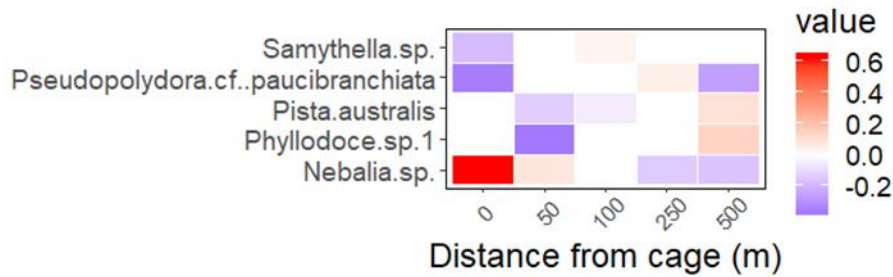 value
Samythella.sp.
Pseudopolydora.cf..paucibranchiata
Pista.australis
Phyllodoce.sp.1
Nebalia.sp.
0.6
0.4
0.2
0.0
-0.2
0 50 100 250 500
Distance from cage (m)